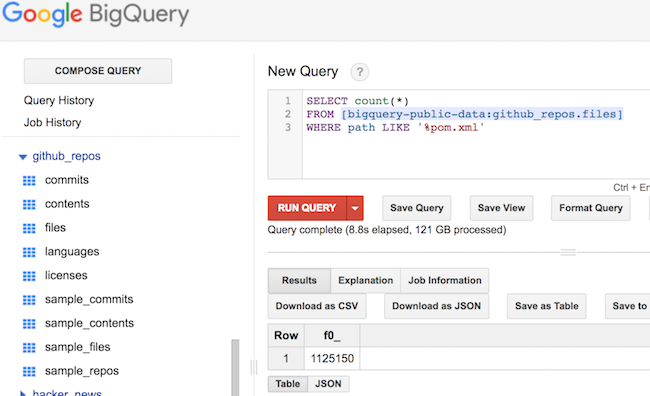 Google BigQuery
COMPOSE QUERY
Query History
Job History
github_repos
commits
contents
files
languages
licenses
sample_commits
sample_contents
sample_files
sample_repos
hacker_news
New Query ?
1 SELECT count(*)
2 FROM [bigquery-public-data:github_repos.files]
3 WHERE path LIKE '%pom.xml'
Ctrl + En
RUN QUERY Save Query Save View Format Query
Query complete (8.8s elapsed, 121 GB processed)
Results Explanation Job Information
Download as CSV Download as JSON Save as Table Save to
Row f0_
1 1125150
Table JSON